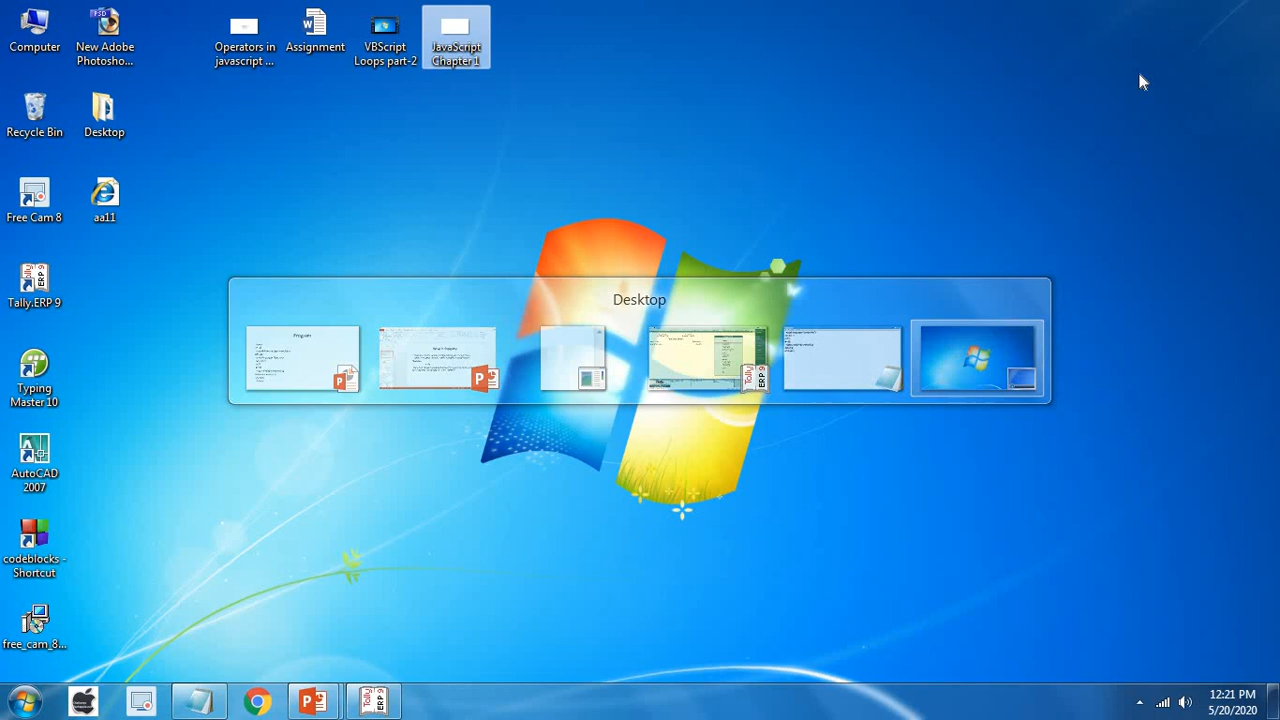 Computer
New Adobe
Photosho...
Operators in
javascript ...
Assignment
VBScript
Loops part-2
JavaScript
Chapter 1
Recycle Bin
Desktop
Free Cam 8
aa11
Tally.ERP 9
Desktop
Program
Typing
Master 10
AutoCAD
2007
codeblocks -
Shortcut
free_cam_8...
12:21 PM
5/20/2020